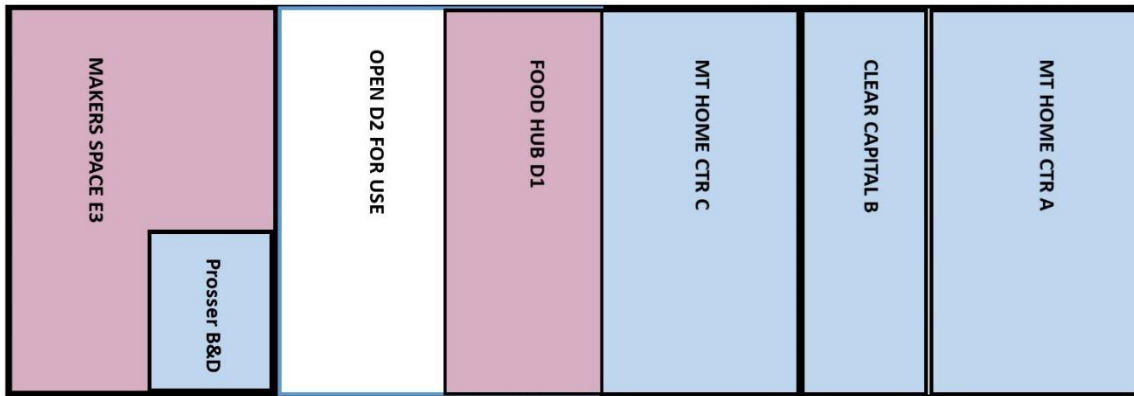 MAKERS SPACE E3
Prosser B&D
OPEN D2 FOR USE
FOOD HUB D1
MT HOME CTR C
CLEAR CAPITAL B
MT HOME CTR A